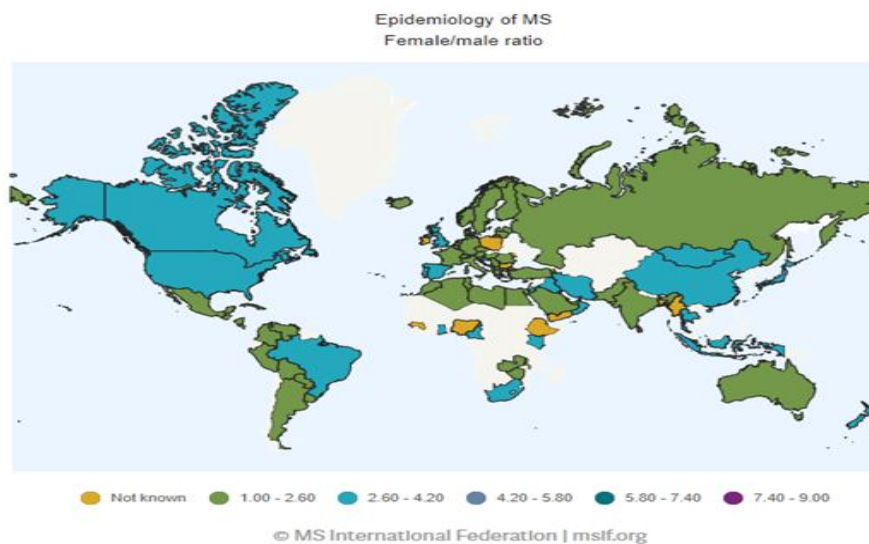 Epidemiology of MS
Female/male ratio
Not known 1.00 - 2.60 2.60 - 4.20 4.20 - 5.80 5.80 - 7.40 7.40 - 9.00
© MS International Federation | msif.org